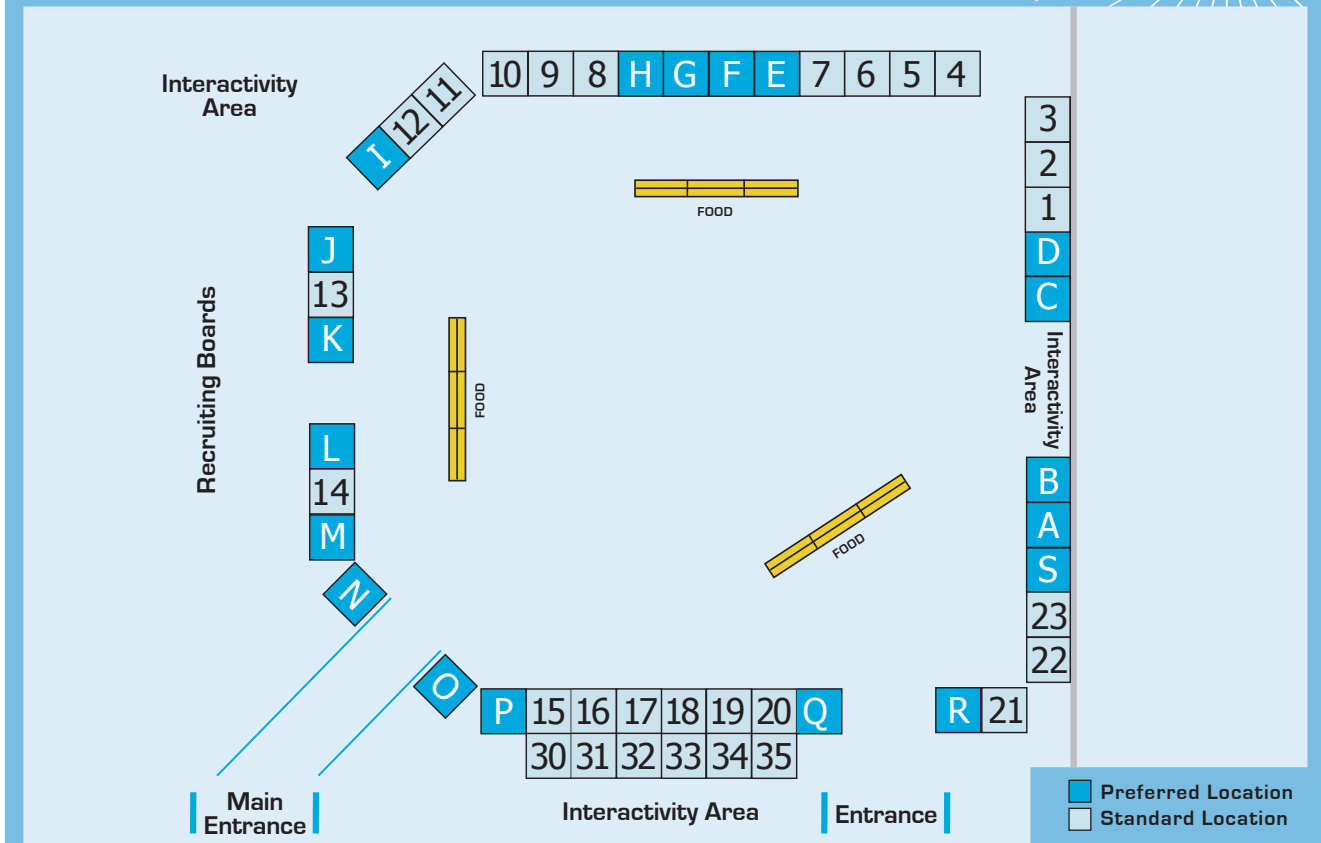 Interactivity
Area
10 9 8 H G F E 7 6 5 4
I 12 11
3
2
1
D
C
FOOD
J
13
K
Recruiting Boards
FOOD
Interactivity
Area
L
14
M
B
A
S
23
22
FOOD
N
O
P 15 16 17 18 19 20 Q
30 31 32 33 34 35
R 21
Main
Entrance
Interactivity Area
Entrance
Preferred Location
Standard Location